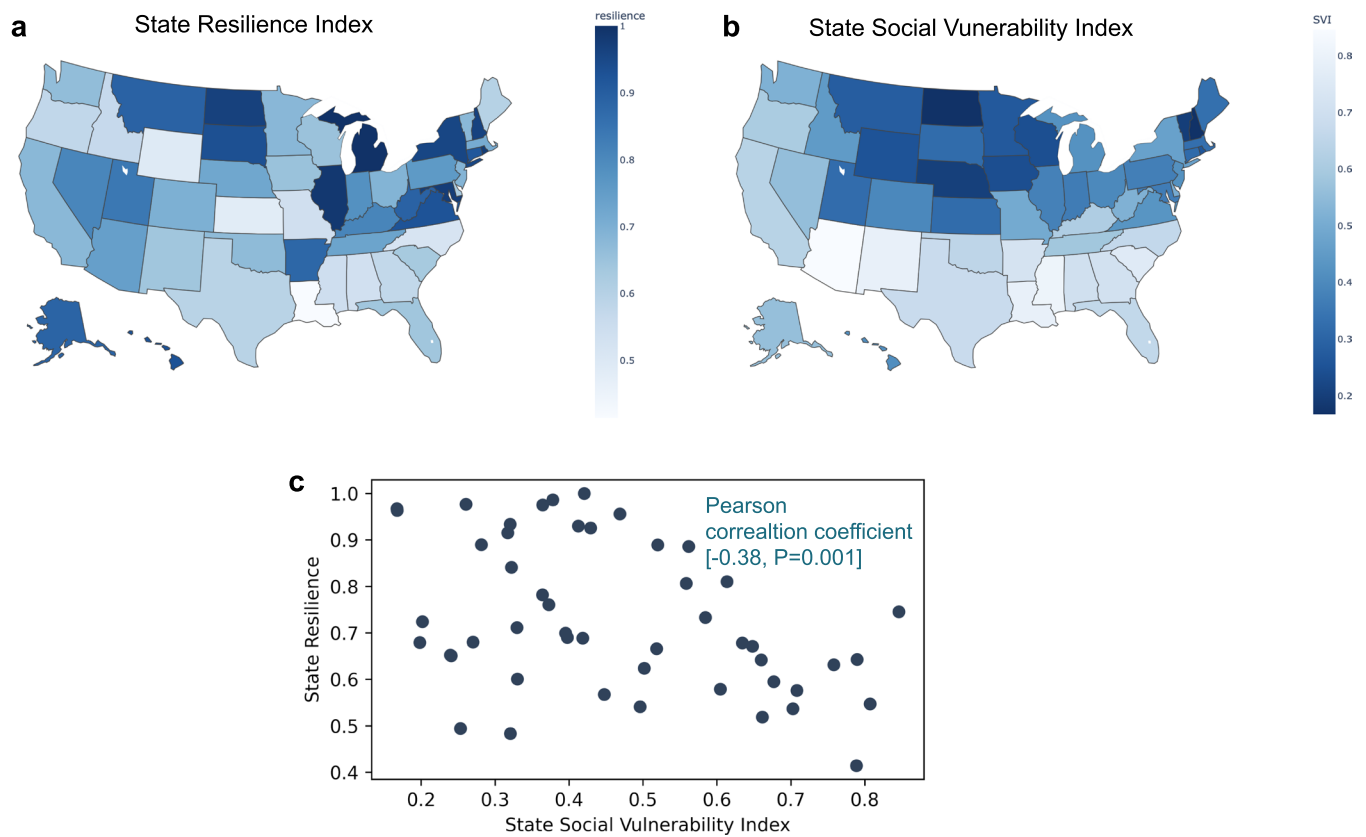 a
State Resilience Index
resilience
1
0.9
0.8
0.7
0.6
0.5
b
State Social Vunerability Index
SVI
0.8
0.7
0.6
0.5
0.4
0.3
0.2
c
Pearson
correaltion coefficient
[-0.38, P=0.001]
State Resilience
1.0
0.9
0.8
0.7
0.6
0.5
0.4
0.2 0.3 0.4 0.5 0.6 0.7 0.8
State Social Vulnerability Index